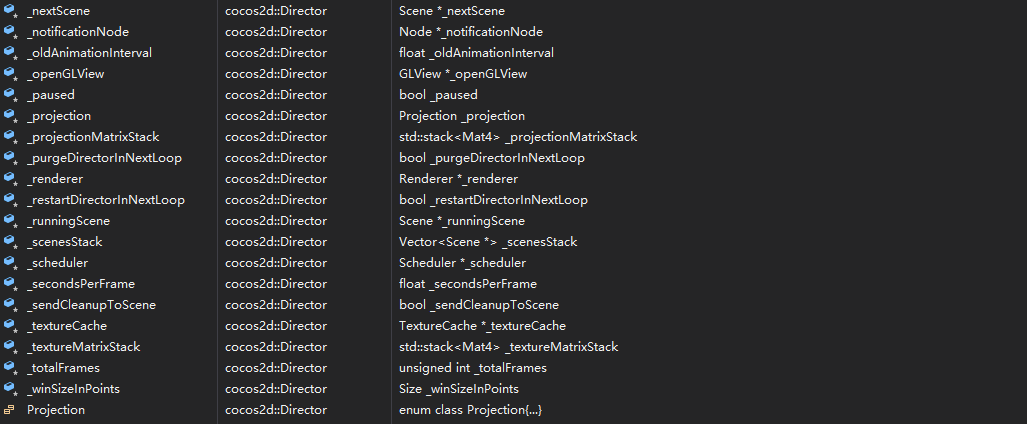 _nextScene cocos2d::Director Scene *_nextScene
_notificationNode cocos2d::Director Node *_notificationNode
_oldAnimationInterval cocos2d::Director float _oldAnimationInterval
_openGLView cocos2d::Director GLView *_openGLView
_paused cocos2d::Director bool _paused
_projection cocos2d::Director Projection _projection
_projectionMatrixStack cocos2d::Director std::stack<Mat4> _projectionMatrixStack
_purgeDirectorInNextLoop cocos2d::Director bool _purgeDirectorInNextLoop
_renderer cocos2d::Director Renderer *_renderer
_restartDirectorInNextLoop cocos2d::Director bool _restartDirectorInNextLoop
_runningScene cocos2d::Director Scene *_runningScene
_scenesStack cocos2d::Director Vector<Scene *> _scenesStack
_scheduler cocos2d::Director Scheduler *_scheduler
_secondsPerFrame cocos2d::Director float _secondsPerFrame
_sendCleanupToScene cocos2d::Director bool _sendCleanupToScene
_textureCache cocos2d::Director TextureCache *_textureCache
_textureMatrixStack cocos2d::Director std::stack<Mat4> _textureMatrixStack
_totalFrames cocos2d::Director unsigned int _totalFrames
_winSizeInPoints cocos2d::Director Size _winSizeInPoints
Projection cocos2d::Director enum class Projection{...}